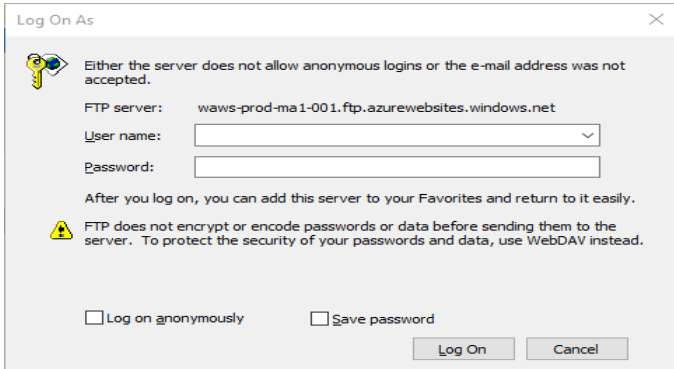 Log On As
Either the server does not allow anonymous logins or the e-mail address was not
accepted.
FTP server: waws-prod-ma1-001.ftp.azurewebsites.windows.net
User name:
Password:
After you log on, you can add this server to your Favorites and return to it easily.
FTP does not encrypt or encode passwords or data before sending them to the
server. To protect the security of your passwords and data, use WebDAV instead.
Log on anonymously Save password
Log On Cancel